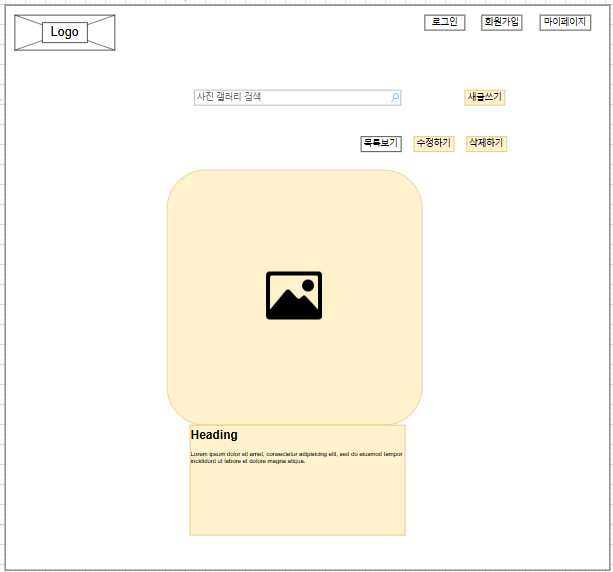 Logo
로그인
회원가입
마이페이지
사진 갤러리 검색
새글쓰기
목록보기
수정하기
삭제하기
Heading
Lorem ipsum dolor sit amet, consectetur adipisicing elit, sed do eiusmod tempor
incididunt ut labore et dolore magna aliqua.